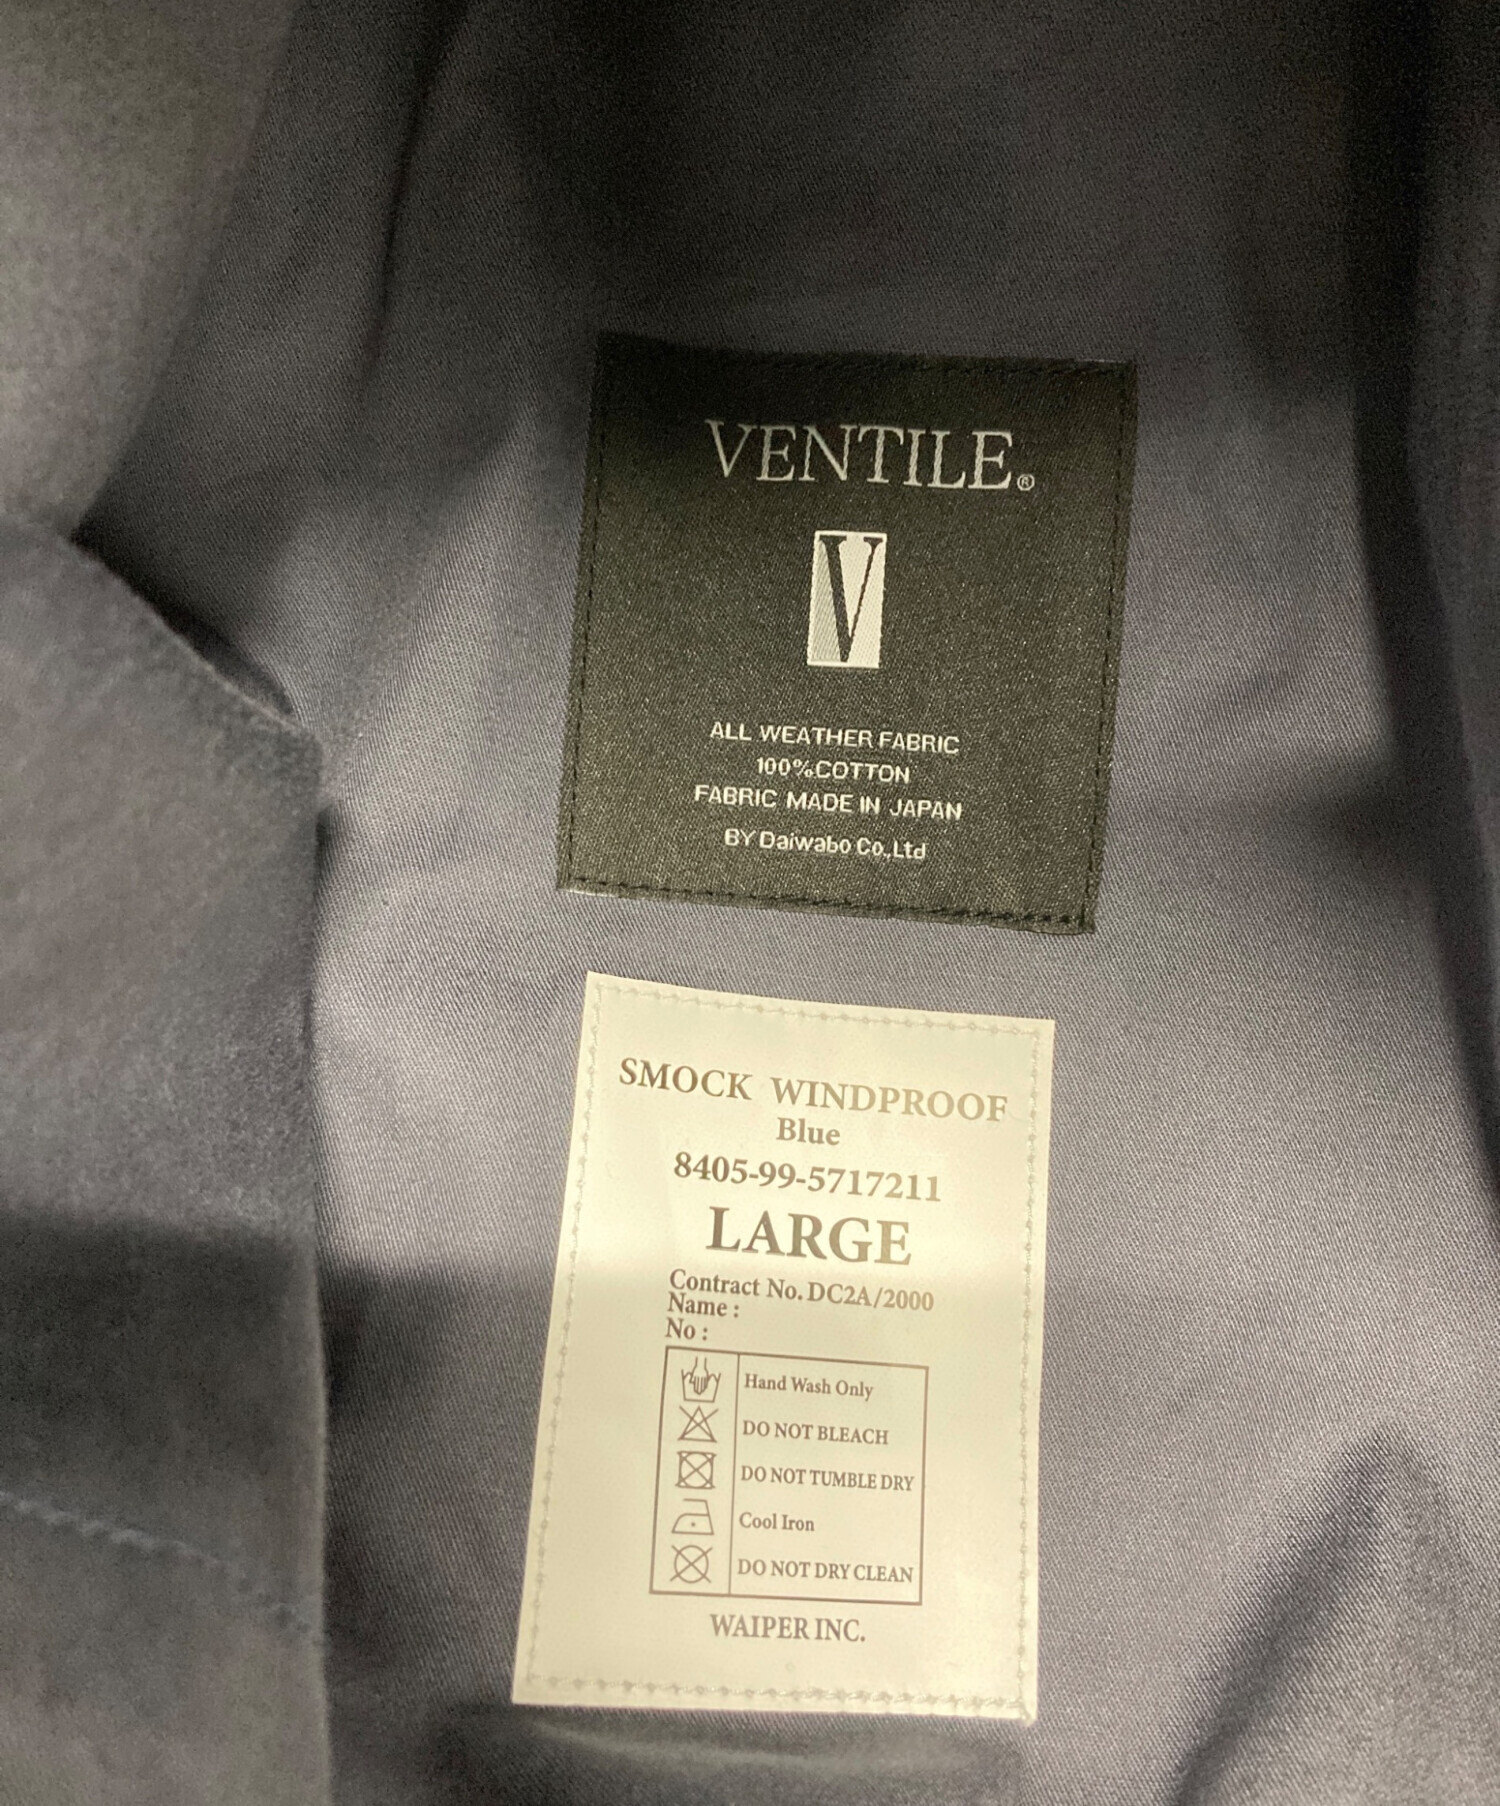 VENTILE®
V
ALL WEATHER FABRIC
100%COTTON
FABRIC MADE IN JAPAN
BY Daiwabo Co.,Ltd
SMOCK WINDPROOF
Blue
8405-99-5717211
LARGE
Contract No. DC2A/2000
Name :
No :
Hand Wash Only
DO NOT BLEACH
DO NOT TUMBLE DRY
Cool Iron
DO NOT DRY CLEAN
WAIPER INC.